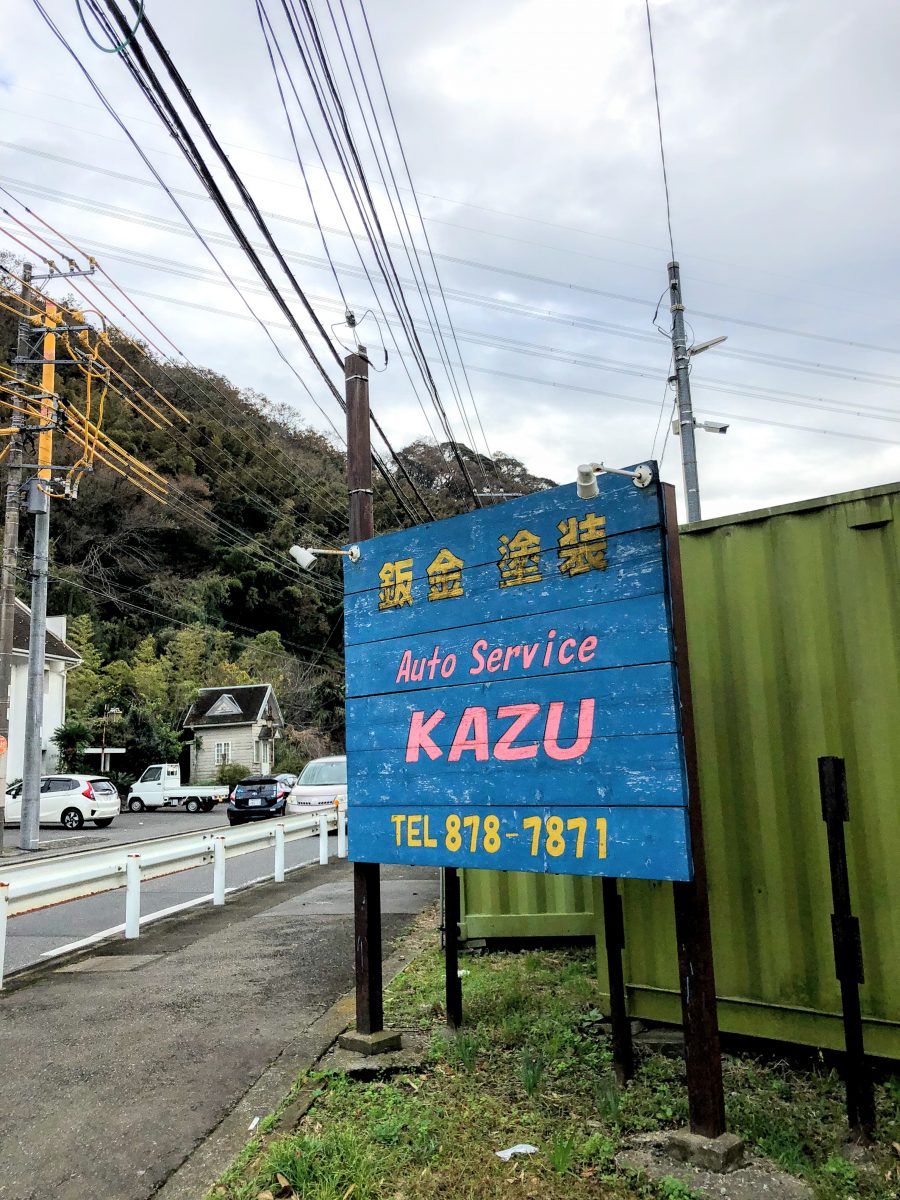 鈑金 塗装
Auto Service
KAZU
TEL 878-7871